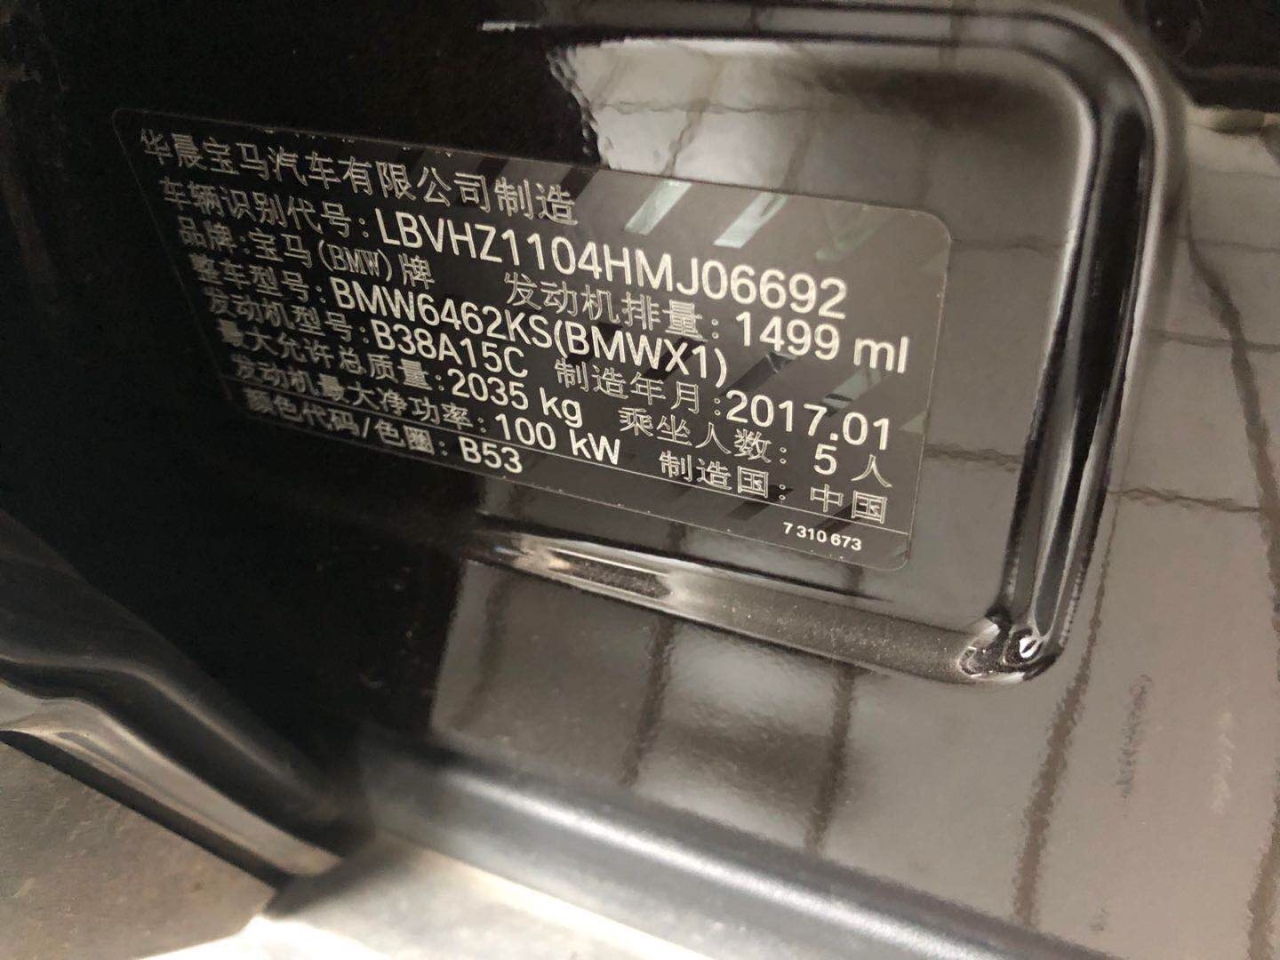 华晨宝马汽车有限公司制造
车辆识别代号: LBVHZ1104HMJ06692
品牌: 宝马(BMW)牌 发动机排量: 1499 ml
整车型号: BMW6462KS(BMWX1)
发动机型号: B38A15C 制造年月: 2017.01
最大允许总质量: 2035 kg 乘坐人数: 5 人
发动机最大净功率: 100 kW 制造国: 中国
颜色代码/色圈: B53
7 310 673